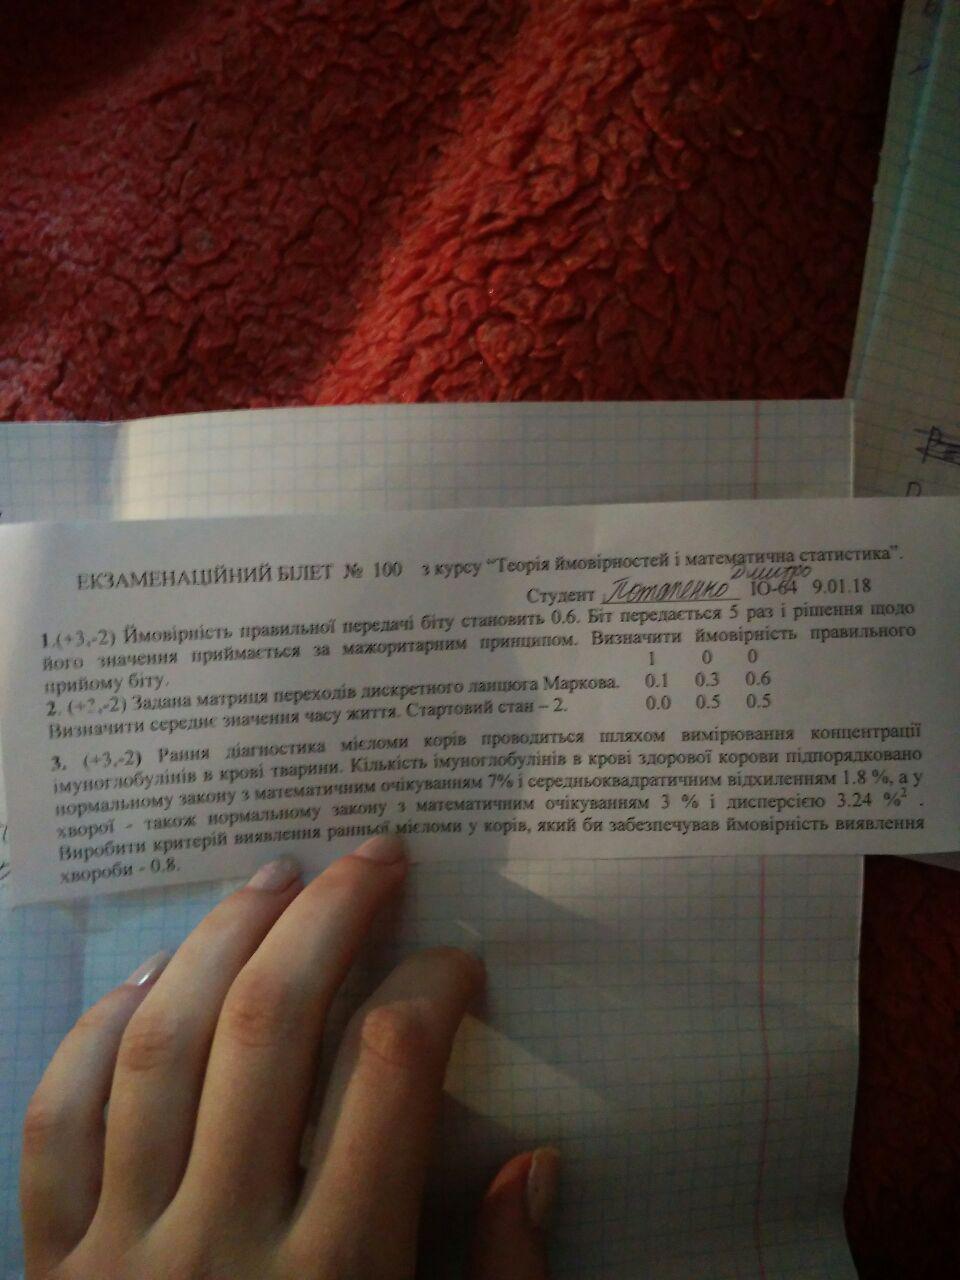 ЕКЗАМЕНАЦІЙНИЙ БІЛЕТ № 100 з курсу “Теорія ймовірностей і математична статистика”.
Студент Потапенко Дмитро ІО-64 9.01.18
1.(+3,-2) Ймовірність правильної передачі біту становить 0.6. Біт передається 5 раз і рішення щодо
його значення приймається за мажоритарним принципом. Визначити ймовірність правильного
прийому біту. 1 0 0
2. (+2,-2) Задана матриця переходів дискретного ланцюга Маркова. 0.1 0.3 0.6
Визначити середнє значення часу життя. Стартовий стан – 2. 0.0 0.5 0.5
3. (+3,-2) Рання діагностика мієломи корів проводиться шляхом вимірювання концентрації
імуноглобулінів в крові тварини. Кількість імуноглобулінів в крові здорової корови підпорядковано
нормальному закону з математичним очікуванням 7% і середньоквадратичним відхиленням 1.8 %, а у
хворої - також нормальному закону з математичним очікуванням 3 % і дисперсією 3.24 %².
Виробити критерій виявлення ранньої мієломи у корів, який би забезпечував ймовірність виявлення
хвороби - 0.8.